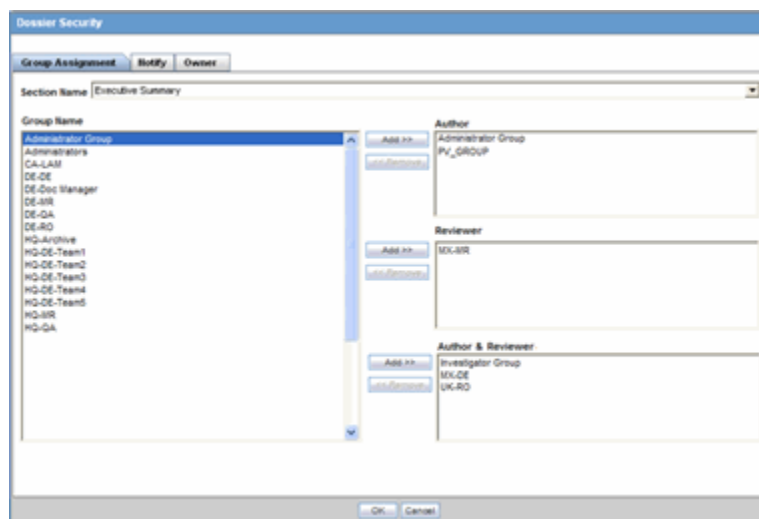 Dossier Security
Group Assignment Notify Owner
Section Name Executive Summary
Group Name
Administrator Group
Administrators
CA-LAM
DE-DE
DE-Doc Manager
DE-MR
DE-QA
DE-RO
HQ-Archive
HQ-DE-Team1
HQ-DE-Team2
HQ-DE-Team3
HQ-DE-Team4
HQ-DE-Team5
HQ-MR
HQ-QA
Add >>
<< Remove
Author
Administrator Group
PV_GROUP
Add >>
<< Remove
Reviewer
MX-MR
Add >>
<< Remove
Author & Reviewer
Investigator Group
MX-DE
UK-RO
OK Cancel